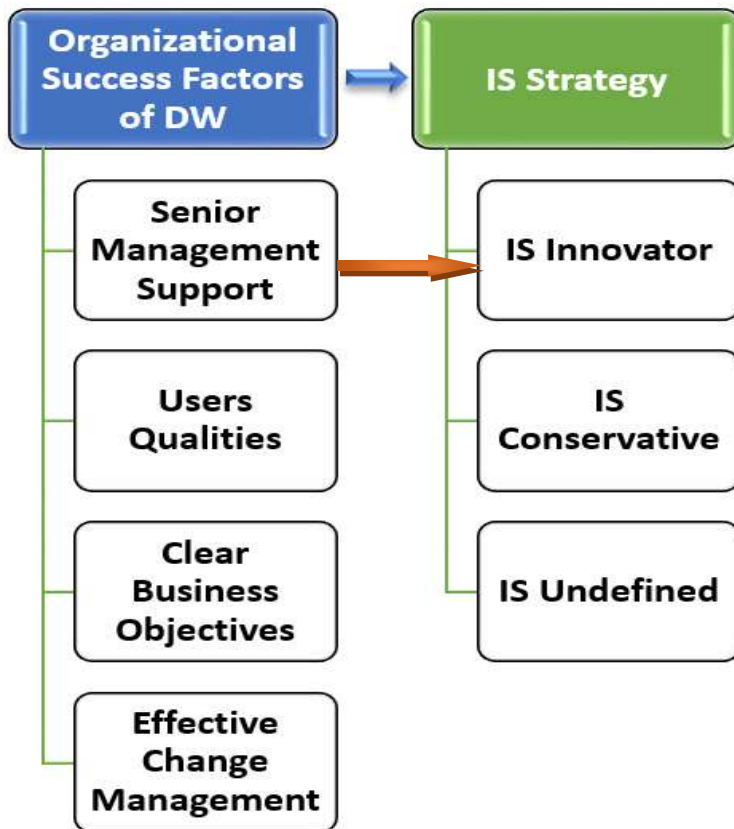 Organizational
Success Factors
of DW
IS Strategy
Senior
Management
Support
IS Innovator
Users
Qualities
IS
Conservative
Clear
Business
Objectives
IS Undefined
Effective
Change
Management